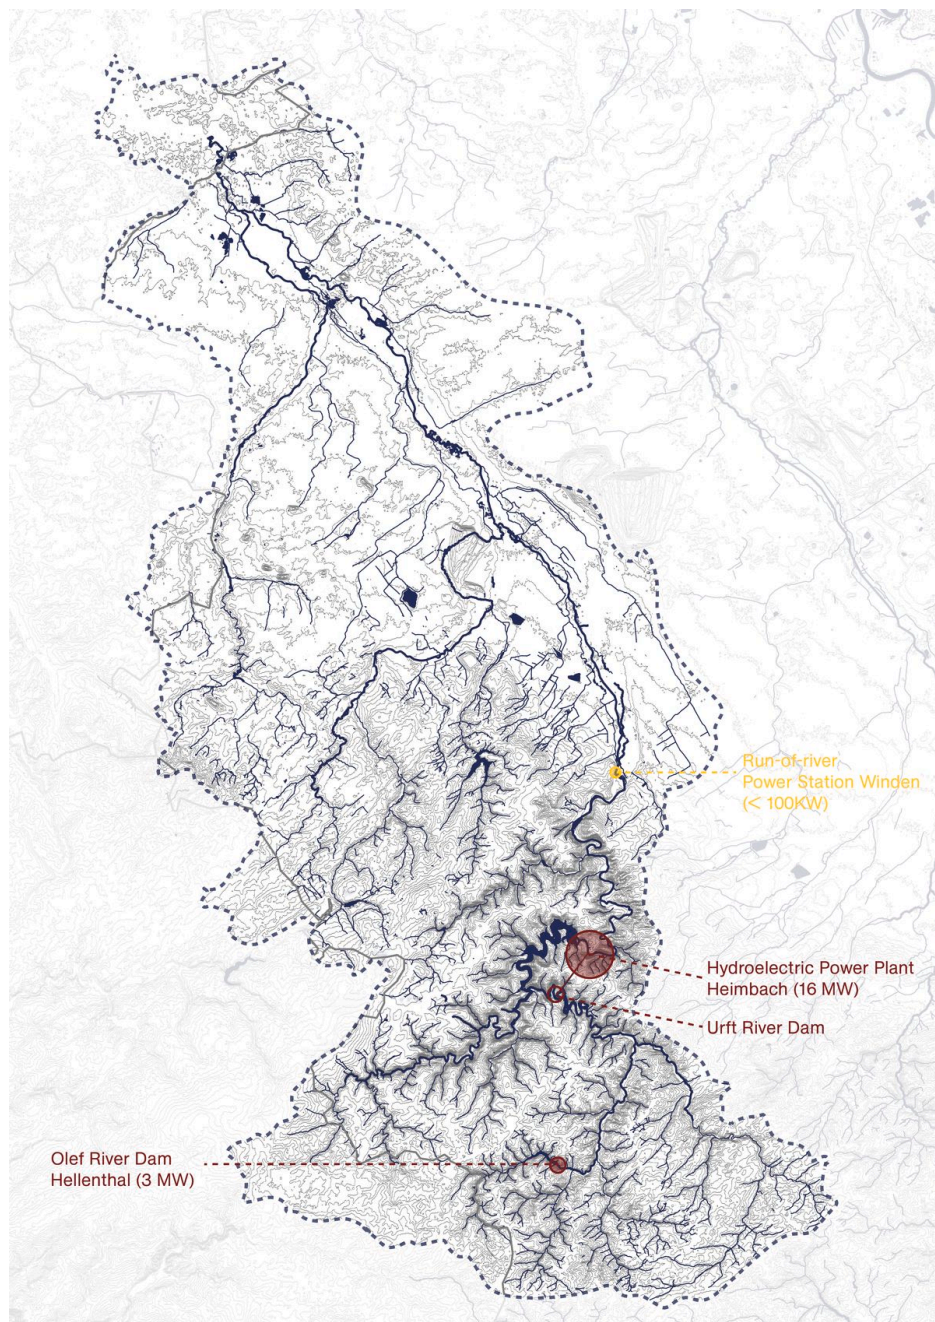 Run-of-river
Power Station Winden
(< 100KW)
Hydroelectric Power Plant
Heimbach (16 MW)
Urft River Dam
Olef River Dam
Hellenthal (3 MW)